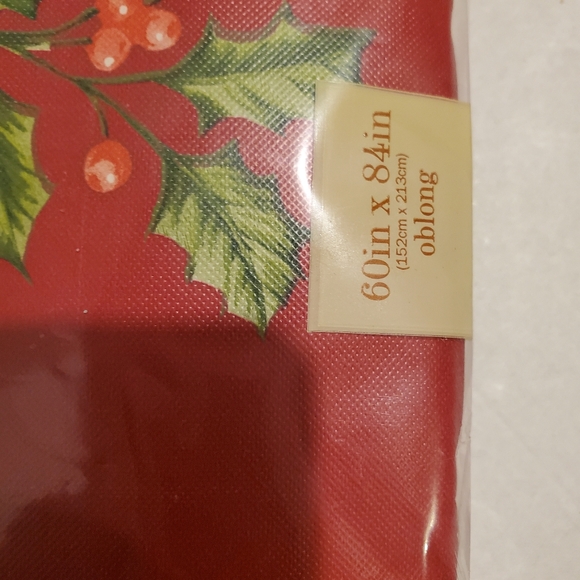 60in x 84in
(152cm x 213cm)
oblong